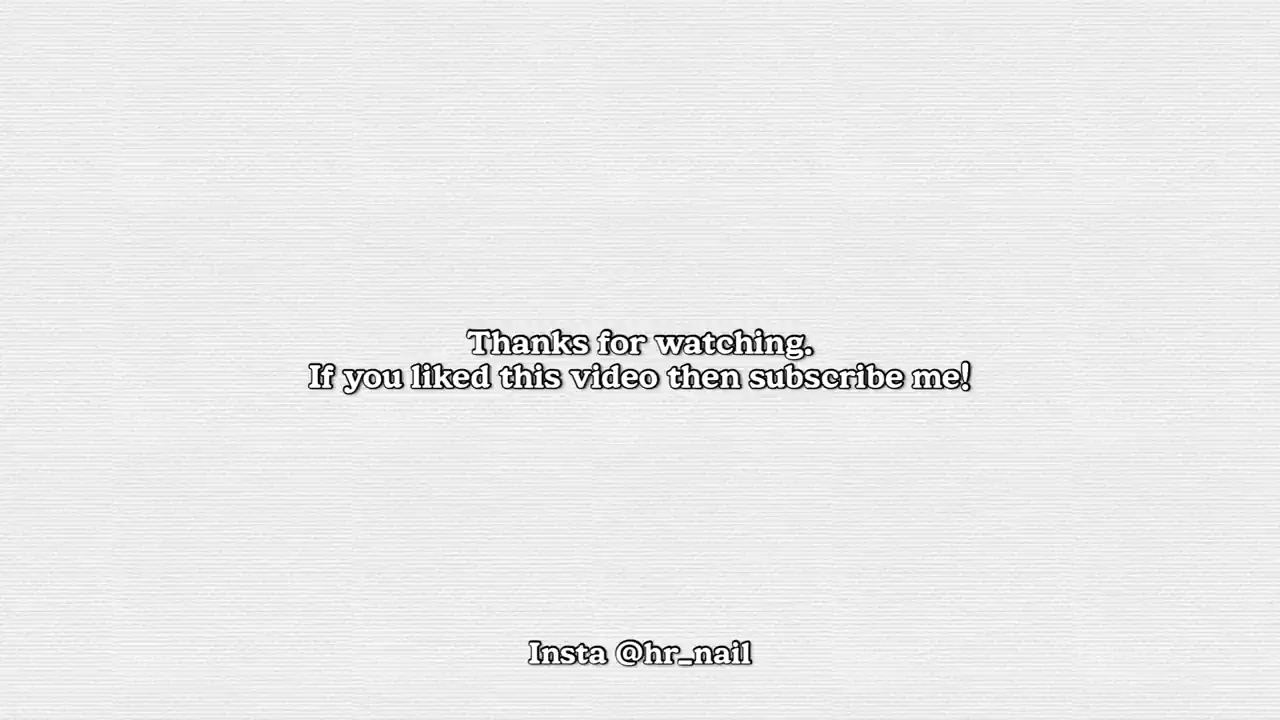 Thanks for watching.
If you liked this video then subscribe me!
Insta @hr_nail